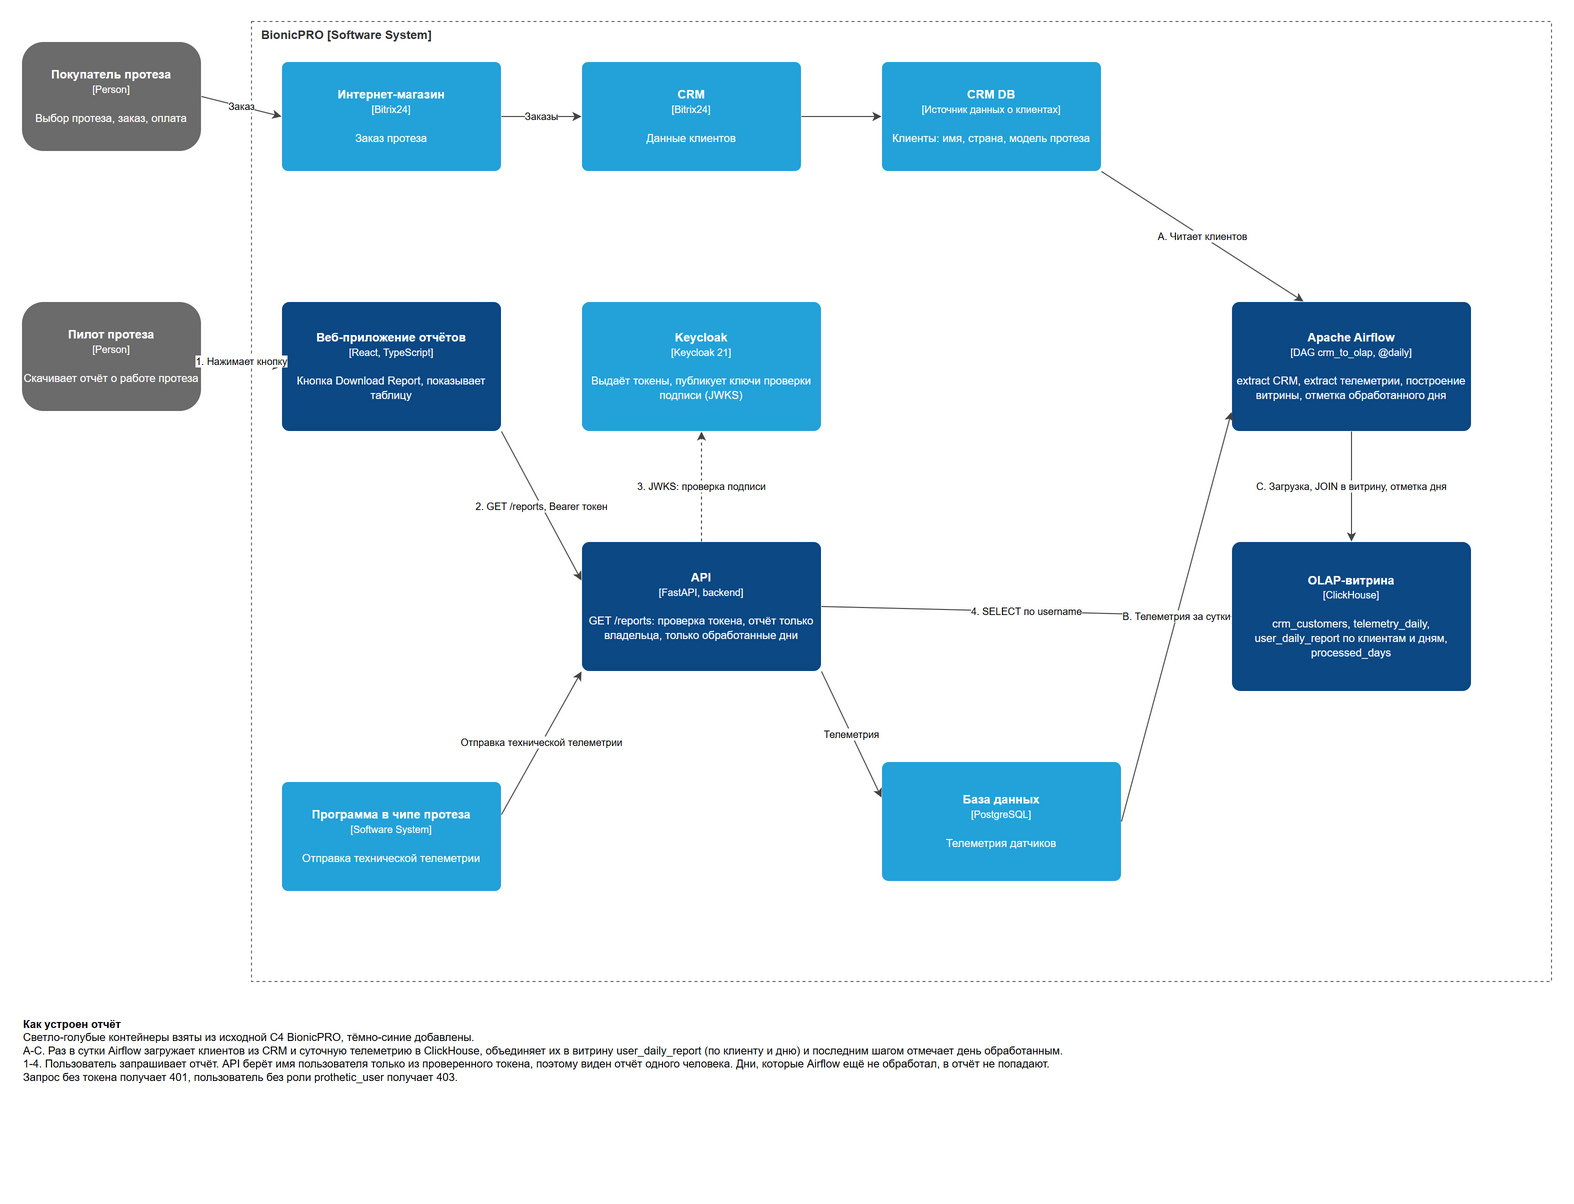 BionicPRO [Software System]
Покупатель протеза
[Person]
Выбор протеза, заказ, оплата
Заказ
Интернет-магазин
[Bitrix24]
Заказ протеза
Заказы
CRM
[Bitrix24]
Данные клиентов
CRM DB
[Источник данных о клиентах]
Клиенты: имя, страна, модель протеза
A. Читает клиентов
Пилот протеза
[Person]
Скачивает отчёт о работе протеза
1. Нажимает кнопку
Веб-приложение отчётов
[React, TypeScript]
Кнопка Download Report, показывает
таблицу
Keycloak
[Keycloak 21]
Выдаёт токены, публикует ключи проверки
подписи (JWKS)
Apache Airflow
[DAG crm_to_olap, @daily]
extract CRM, extract телеметрии, построение
витрины, отметка обработанного дня
2. GET /reports, Bearer токен
3. JWKS: проверка подписи
C. Загрузка, JOIN в витрину, отметка дня
API
[FastAPI, backend]
GET /reports: проверка токена, отчёт только
владельца, только обработанные дни
4. SELECT по username
B. Телеметрия за сутки
OLAP-витрина
[ClickHouse]
crm_customers, telemetry_daily,
user_daily_report по клиентам и дням,
processed_days
Отправка технической телеметрии
Телеметрия
Программа в чипе протеза
[Software System]
Отправка технической телеметрии
База данных
[PostgreSQL]
Телеметрия датчиков
Как устроен отчёт
Светло-голубые контейнеры взяты из исходной C4 BionicPRO, тёмно-синие добавлены.
A-C. Раз в сутки Airflow загружает клиентов из CRM и суточную телеметрию в ClickHouse, объединяет их в витрину user_daily_report (по клиенту и дню) и последним шагом отмечает день обработанным.
1-4. Пользователь запрашивает отчёт. API берёт имя пользователя только из проверенного токена, поэтому виден отчёт одного человека. Дни, которые Airflow ещё не обработал, в отчёт не попадают.
Запрос без токена получает 401, пользователь без роли prothetic_user получает 403.